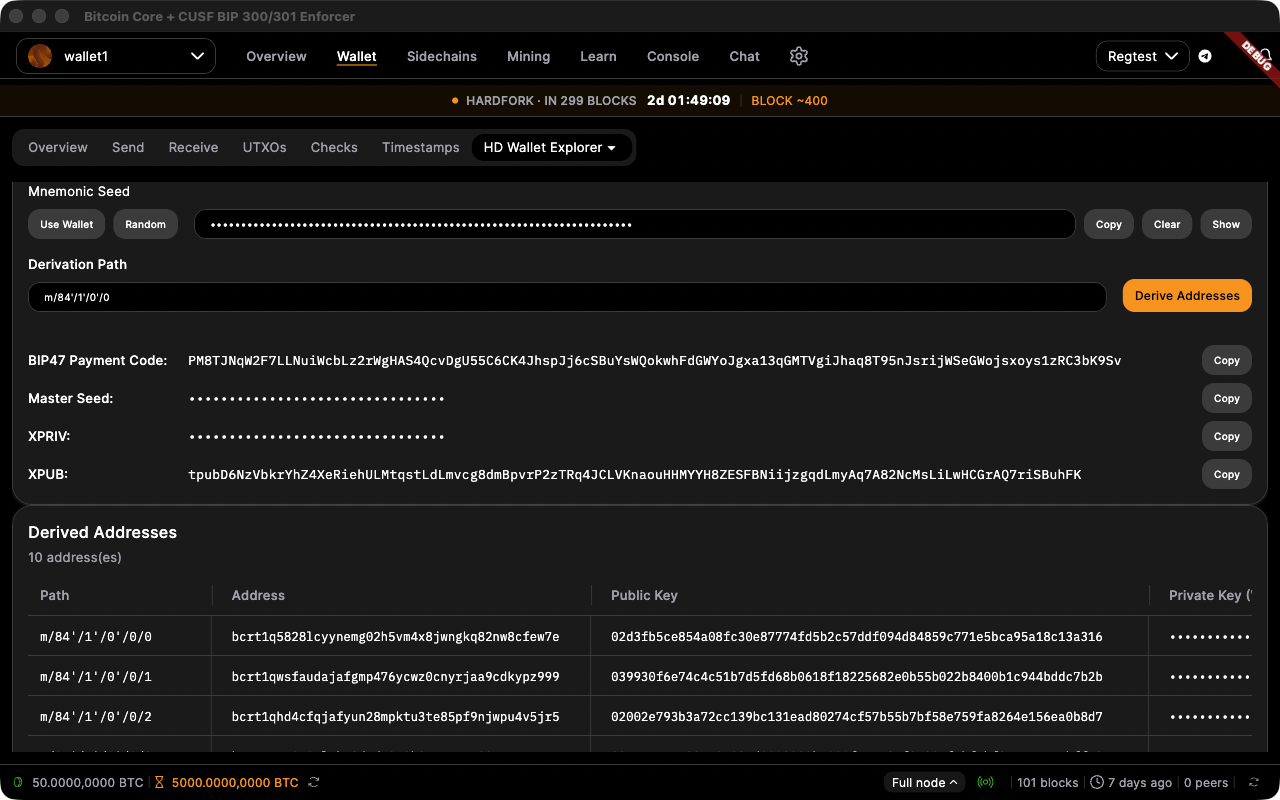 Bitcoin Core + CUSF BIP 300/301 Enforcer
wallet1
Overview
Wallet
Sidechains
Mining
Learn
Console
Chat
Regtest
DEBUG
HARDFORK · IN 299 BLOCKS 2d 01:49:09 BLOCK ~400
Overview
Send
Receive
UTXOs
Checks
Timestamps
HD Wallet Explorer
Mnemonic Seed
Use Wallet
Random
Copy
Clear
Show
Derivation Path
m/84'/1'/0'/0
Derive Addresses
BIP47 Payment Code: PM8TJNqW2F7LLNuiWcbLz2rWgHAS4QcvDgU55C6CK4JhspJj6cSBuYsWQokwhFdGWYoJgxa13qGMTVgiJhaq8T95nJsrijWSeGWojsxoys1zRC3bK9Sv Copy
Master Seed: Copy
XPRIV: Copy
XPUB: tpubD6NzVbkrYhZ4XeRiehULMtqstLdLmvcg8dmBpvrP2zTRq4JCLVKnaouHHMYYH8ZESFBNiijzgqdLmyAq7A82NcMsLiLwHCGrAQ7riSBuhFK Copy
Derived Addresses
10 address(es)
Path Address Public Key Private Key (
m/84'/1'/0'/0/0 bcrt1q5828lcyynemg02h5vm4x8jwngkq82nw8cfew7e 02d3fb5ce854a08fc30e87774fd5b2c57ddf094d84859c771e5bca95a18c13a316
m/84'/1'/0'/0/1 bcrt1qwsfaudajafgmp476ycwz0cnyrjaa9cdkypz999 039930f6e74c4c51b7d5fd68b0618f18225682e0b55b022b8400b1c944bddc7b2b
m/84'/1'/0'/0/2 bcrt1qhd4cfqjafyun28mpktu3te85pf9njwpu4v5jr5 02002e793b3a72cc139bc131ead80274cf57b55b7bf58e759fa8264e156ea0b8d7
50.0000,0000 BTC
5000.0000,0000 BTC
Full node
101 blocks
7 days ago
0 peers